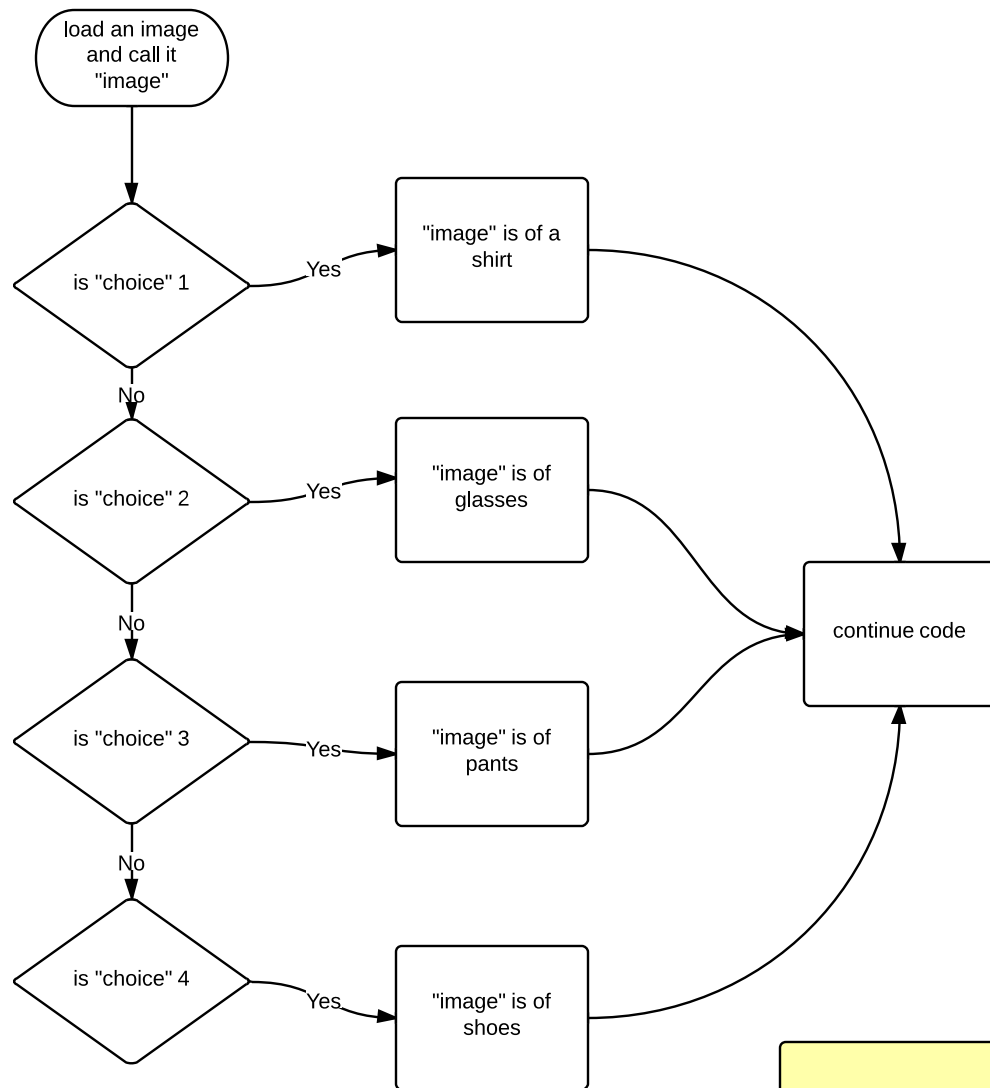 load an image
and call it
"image"
is "choice" 1
Yes
"image" is of a
shirt
No
is "choice" 2
Yes
"image" is of
glasses
continue code
No
is "choice" 3
Yes
"image" is of
pants
No
is "choice" 4
Yes
"image" is of
shoes